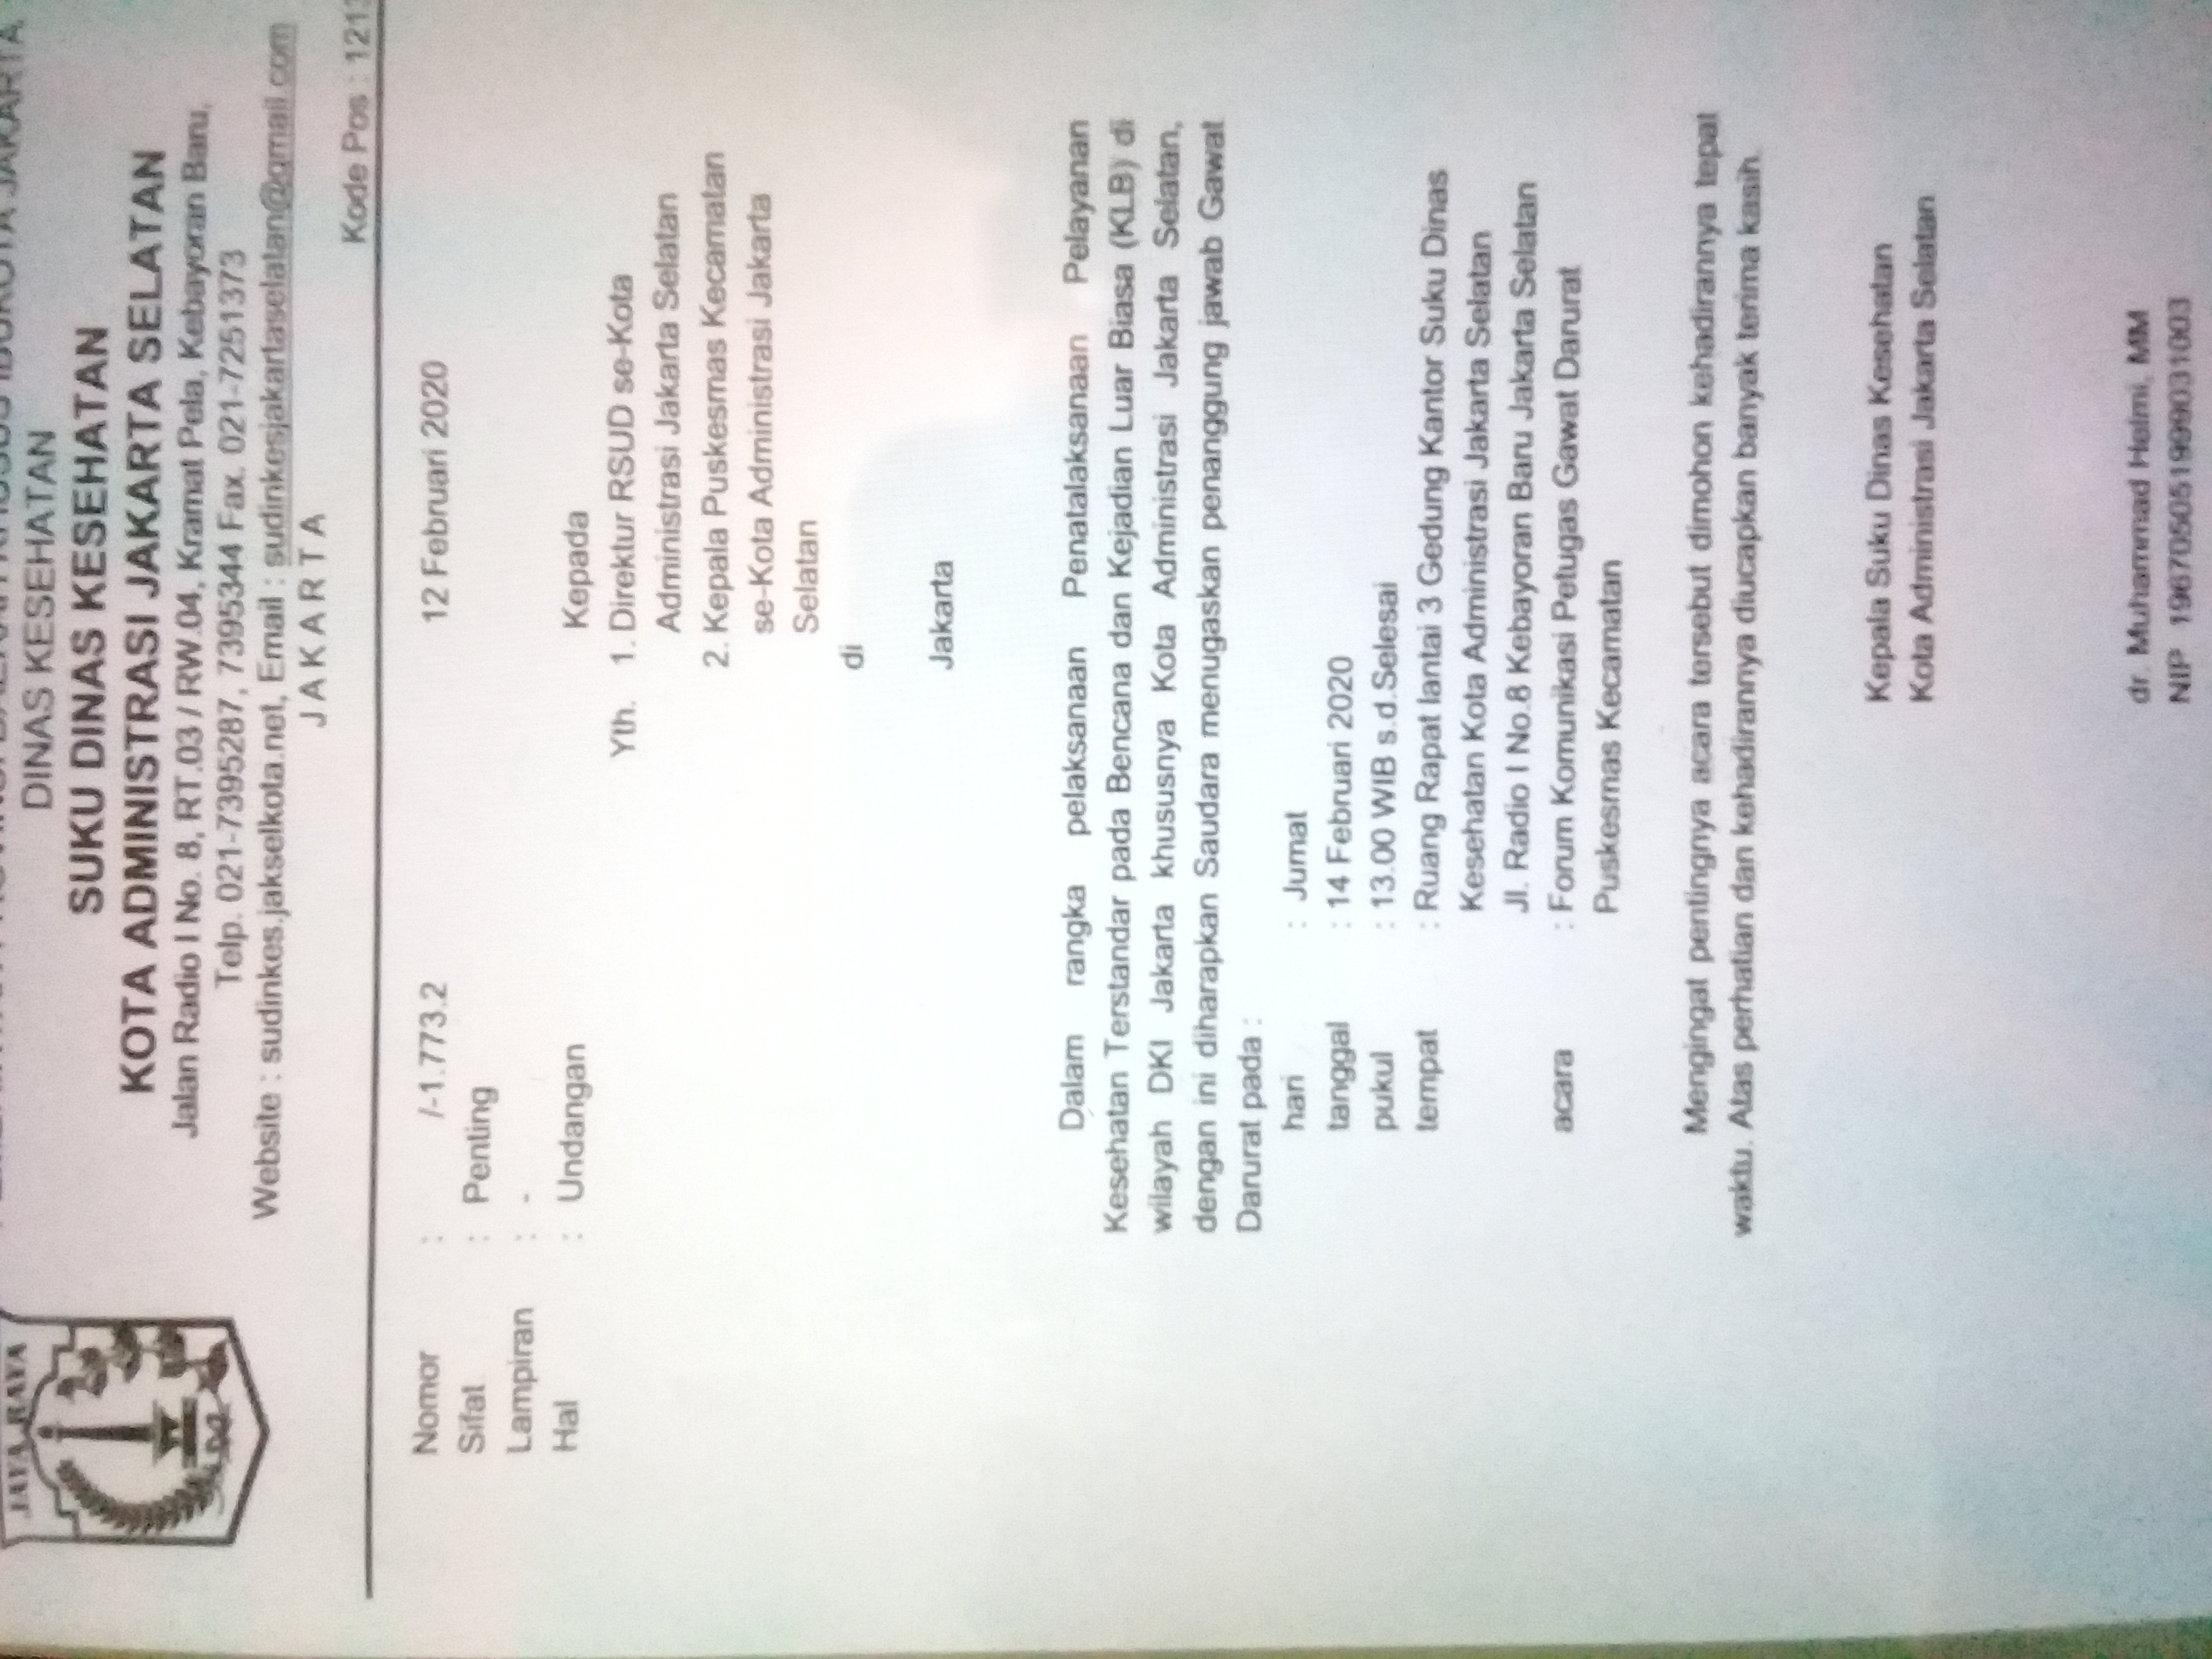 JAYA RAYA
PEMERINTAH PROVINSI DAERAH KHUSUS IBUKOTA JAKARTA
DINAS KESEHATAN
SUKU DINAS KESEHATAN
KOTA ADMINISTRASI JAKARTA SELATAN
Jalan Radio I No. 8, RT.03 / RW.04, Kramat Pela, Kebayoran Baru,
Telp. 021-7395287, 7395344 Fax. 021-7251373
Website : sudinkes.jakselkota.net, Email : sudinkesjakartaselatan@gmail.com
J A K A R T A
Kode Pos : 1213
Nomor : /-1.773.2 12 Februari 2020
Sifat : Penting
Lampiran : -
Hal : Undangan Kepada
Yth. 1. Direktur RSUD se-Kota
Administrasi Jakarta Selatan
2. Kepala Puskesmas Kecamatan
se-Kota Administrasi Jakarta
Selatan
di
Jakarta
Dalam rangka pelaksanaan Penatalaksanaan Pelayanan
Kesehatan Terstandar pada Bencana dan Kejadian Luar Biasa (KLB) di
wilayah DKI Jakarta khususnya Kota Administrasi Jakarta Selatan,
dengan ini diharapkan Saudara menugaskan penanggung jawab Gawat
Darurat pada :
hari : Jumat
tanggal : 14 Februari 2020
pukul : 13.00 WIB s.d.Selesai
tempat : Ruang Rapat lantai 3 Gedung Kantor Suku Dinas
Kesehatan Kota Administrasi Jakarta Selatan
Jl. Radio I No.8 Kebayoran Baru Jakarta Selatan
acara : Forum Komunikasi Petugas Gawat Darurat
Puskesmas Kecamatan
Mengingat pentingnya acara tersebut dimohon kehadirannya tepat
waktu. Atas perhatian dan kehadirannya diucapkan banyak terima kasih.
Kepala Suku Dinas Kesehatan
Kota Administrasi Jakarta Selatan
dr. Muhammad Helmi, MM
NIP 196705051999031003